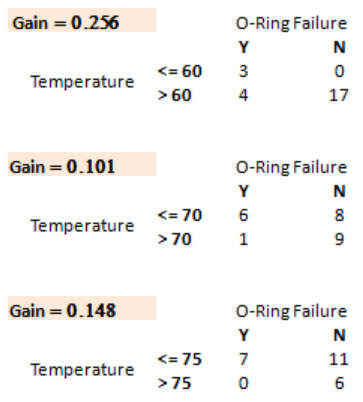 Gain = 0.256 O-Ring Failure
Y N
Temperature <= 60 3 0
> 60 4 17
Gain = 0.101 O-Ring Failure
Y N
Temperature <= 70 6 8
> 70 1 9
Gain = 0.148 O-Ring Failure
Y N
Temperature <= 75 7 11
> 75 0 6